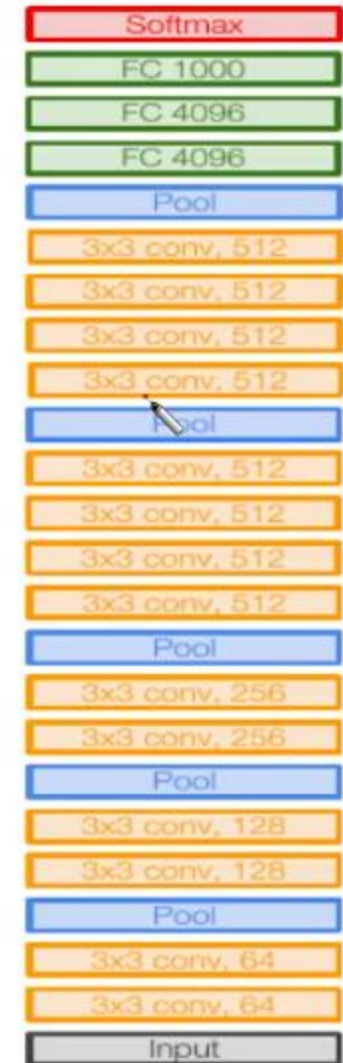 Softmax
FC 1000
FC 4096
FC 4096
Pool
3x3 conv, 512
3x3 conv, 512
3x3 conv, 512
3x3 conv, 512
Pool
3x3 conv, 512
3x3 conv, 512
3x3 conv, 512
3x3 conv, 512
Pool
3x3 conv, 256
3x3 conv, 256
Pool
3x3 conv, 128
3x3 conv, 128
Pool
3x3 conv, 64
3x3 conv, 64
Input